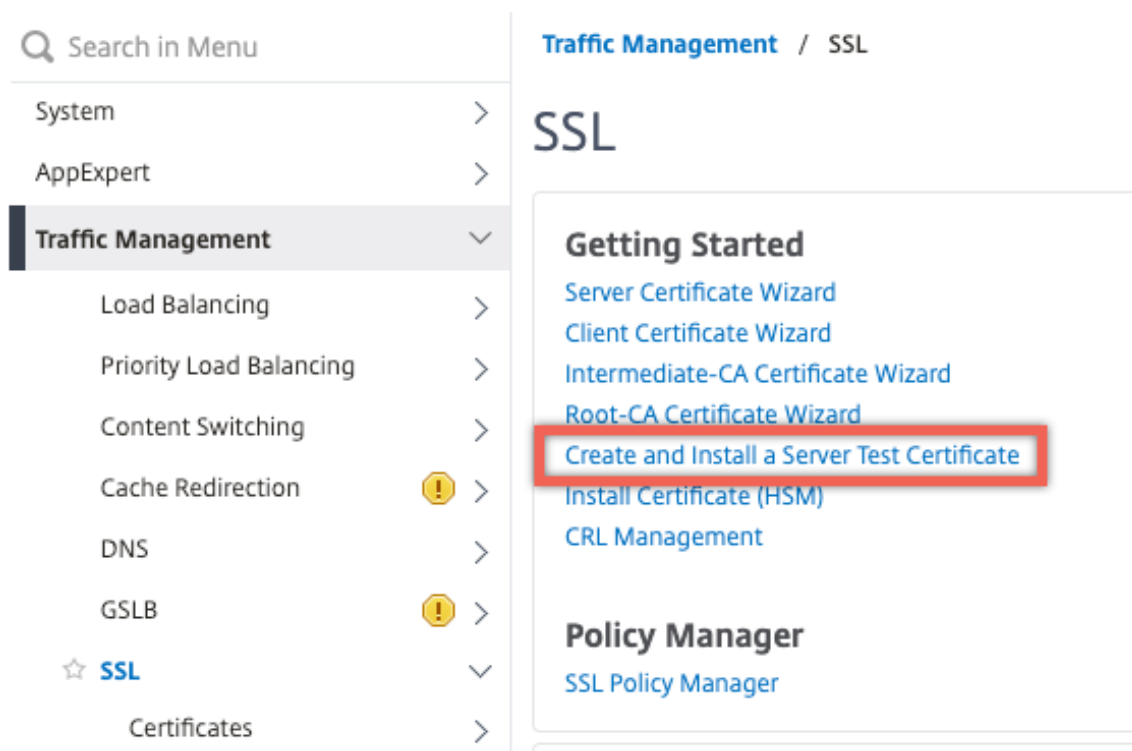 Search in Menu
System
AppExpert
Traffic Management
Load Balancing
Priority Load Balancing
Content Switching
Cache Redirection
DNS
GSLB
SSL
Certificates
Traffic Management / SSL
SSL
Getting Started
Server Certificate Wizard
Client Certificate Wizard
Intermediate-CA Certificate Wizard
Root-CA Certificate Wizard
Create and Install a Server Test Certificate
Install Certificate (HSM)
CRL Management
Policy Manager
SSL Policy Manager